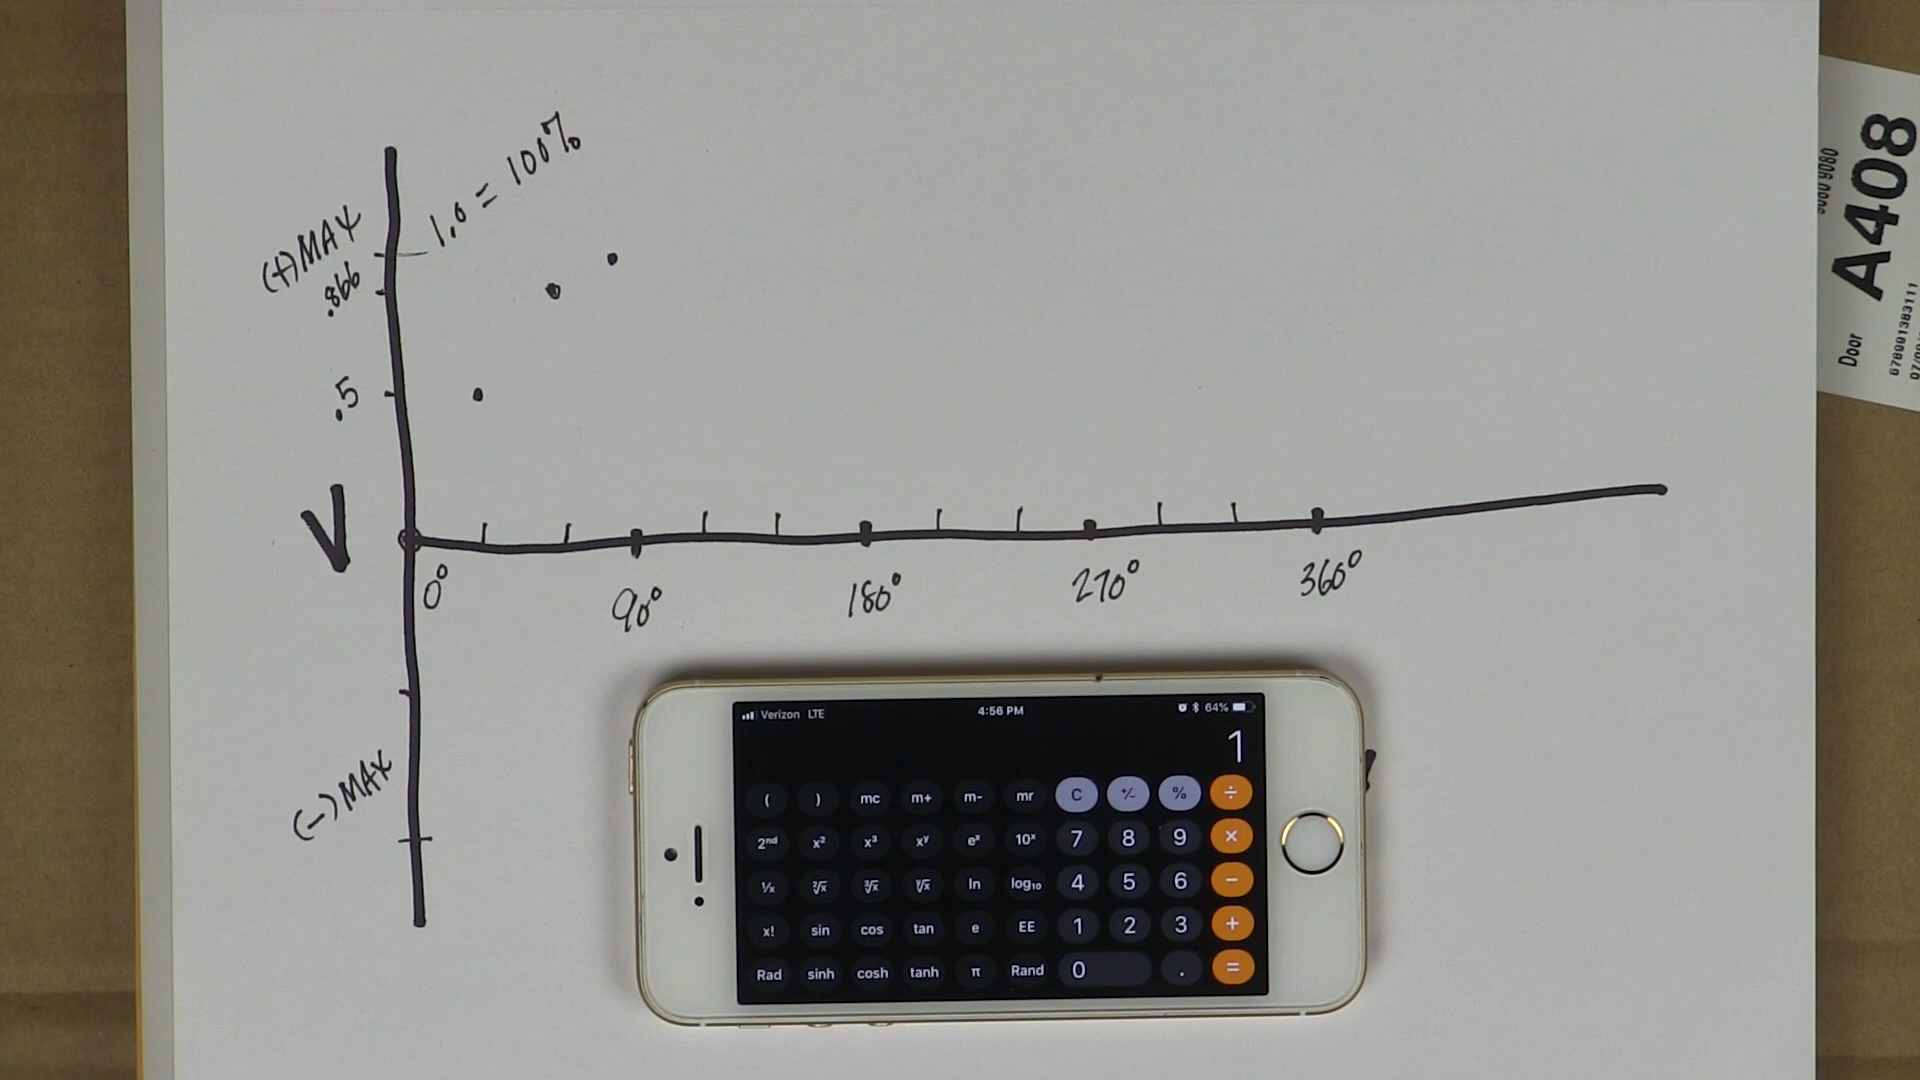 1.0 = 100%
(+)MAX
.866
.5
V
0° 90° 180° 270° 360°
(-)MAX
Verizon LTE 4:56 PM 64%
1
( ) mc m+ m- mr C +/- % ÷
2nd x² x³ xʸ eˣ 10ˣ 7 8 9 ×
1/x ²√x ³√x ʸ√x ln log₁₀ 4 5 6 −
x! sin cos tan e EE 1 2 3 +
Rad sinh cosh tanh π Rand 0 . =
A408
Door